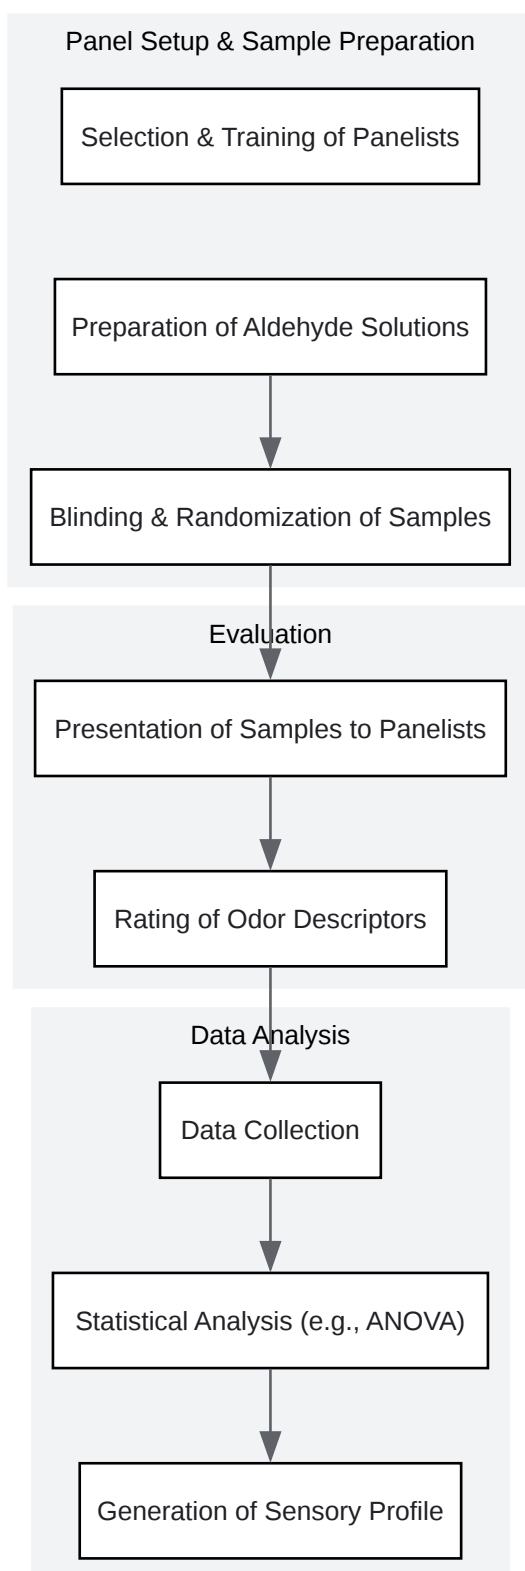 Panel Setup & Sample Preparation
Selection & Training of Panelists
Preparation of Aldehyde Solutions
Blinding & Randomization of Samples
Evaluation
Presentation of Samples to Panelists
Rating of Odor Descriptors
Data Analysis
Data Collection
Statistical Analysis (e.g., ANOVA)
Generation of Sensory Profile